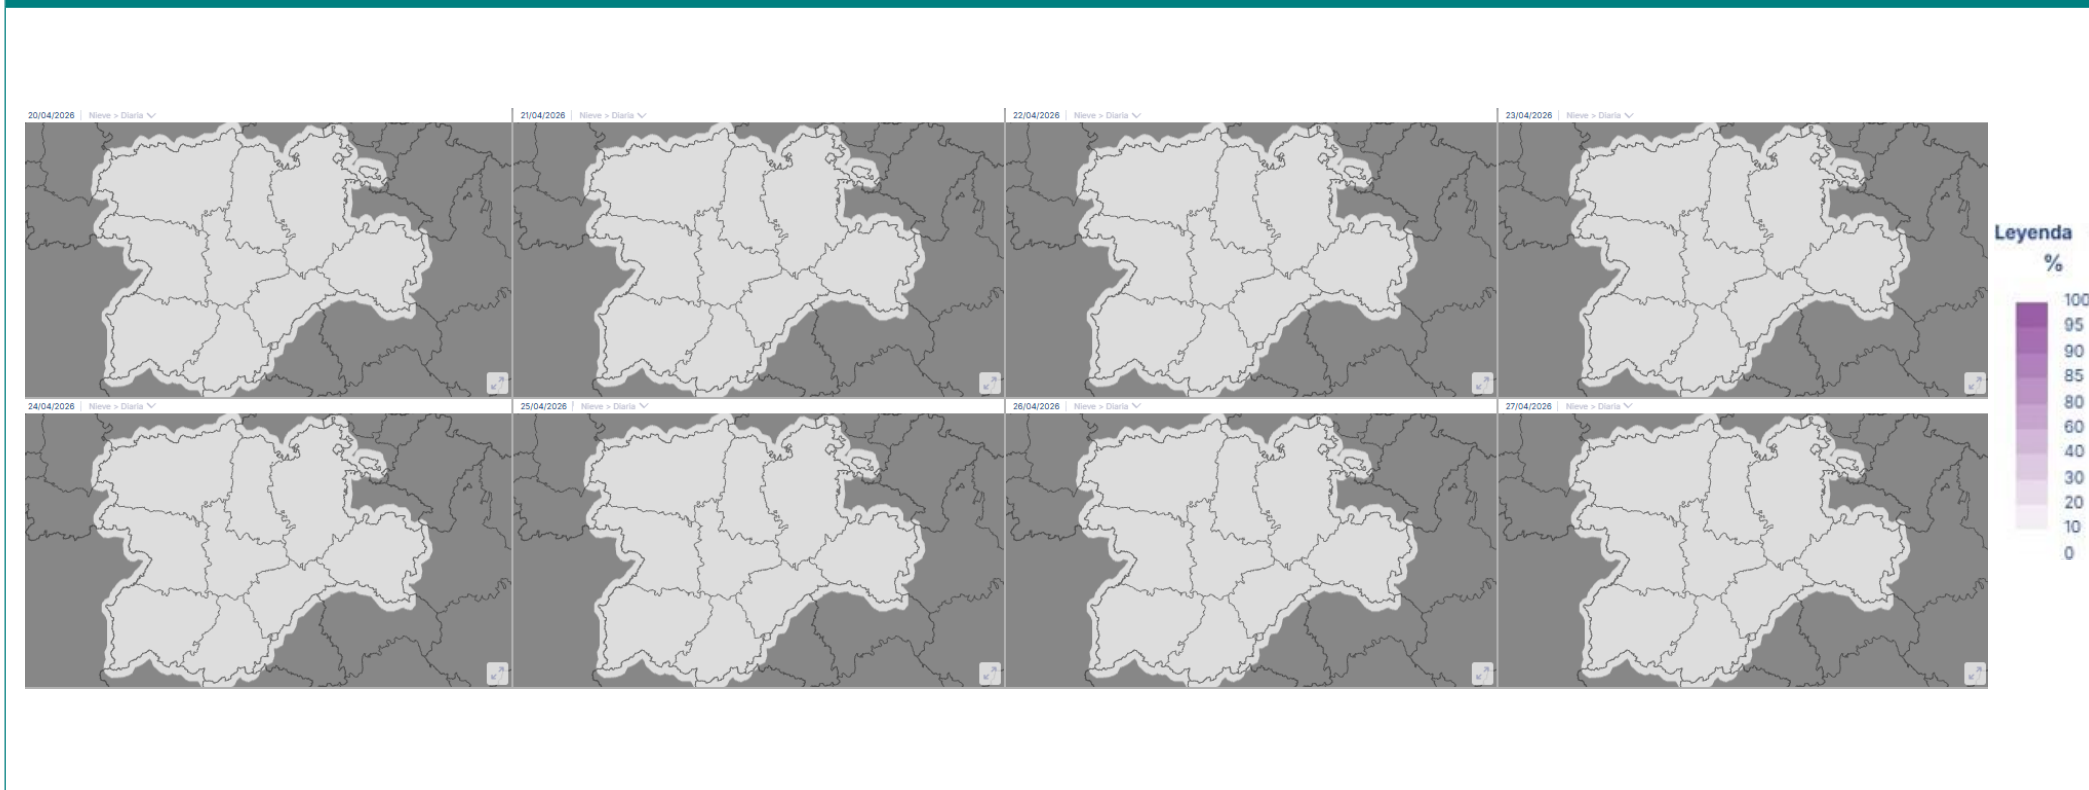 20/04/2026 | Nieve > Diaria
21/04/2026 | Nieve > Diaria
22/04/2026 | Nieve > Diaria
23/04/2026 | Nieve > Diaria
24/04/2026 | Nieve > Diaria
25/04/2026 | Nieve > Diaria
26/04/2026 | Nieve > Diaria
27/04/2026 | Nieve > Diaria
Leyenda
%
100
95
90
85
80
60
40
30
20
10
0